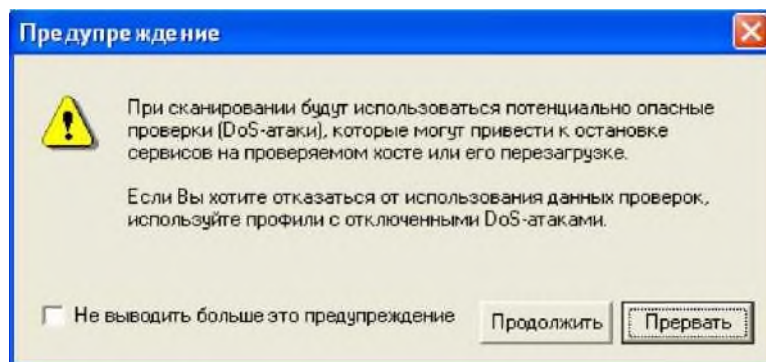 Предупреждение
При сканировании будут использоваться потенциально опасные
проверки (DoS-атаки), которые могут привести к остановке
сервисов на проверяемом хосте или его перезагрузке.
Если Вы хотите отказаться от использования данных проверок,
используйте профили с отключенными DoS-атаками.
Не выводить больше это предупреждение
Продолжить
Прервать